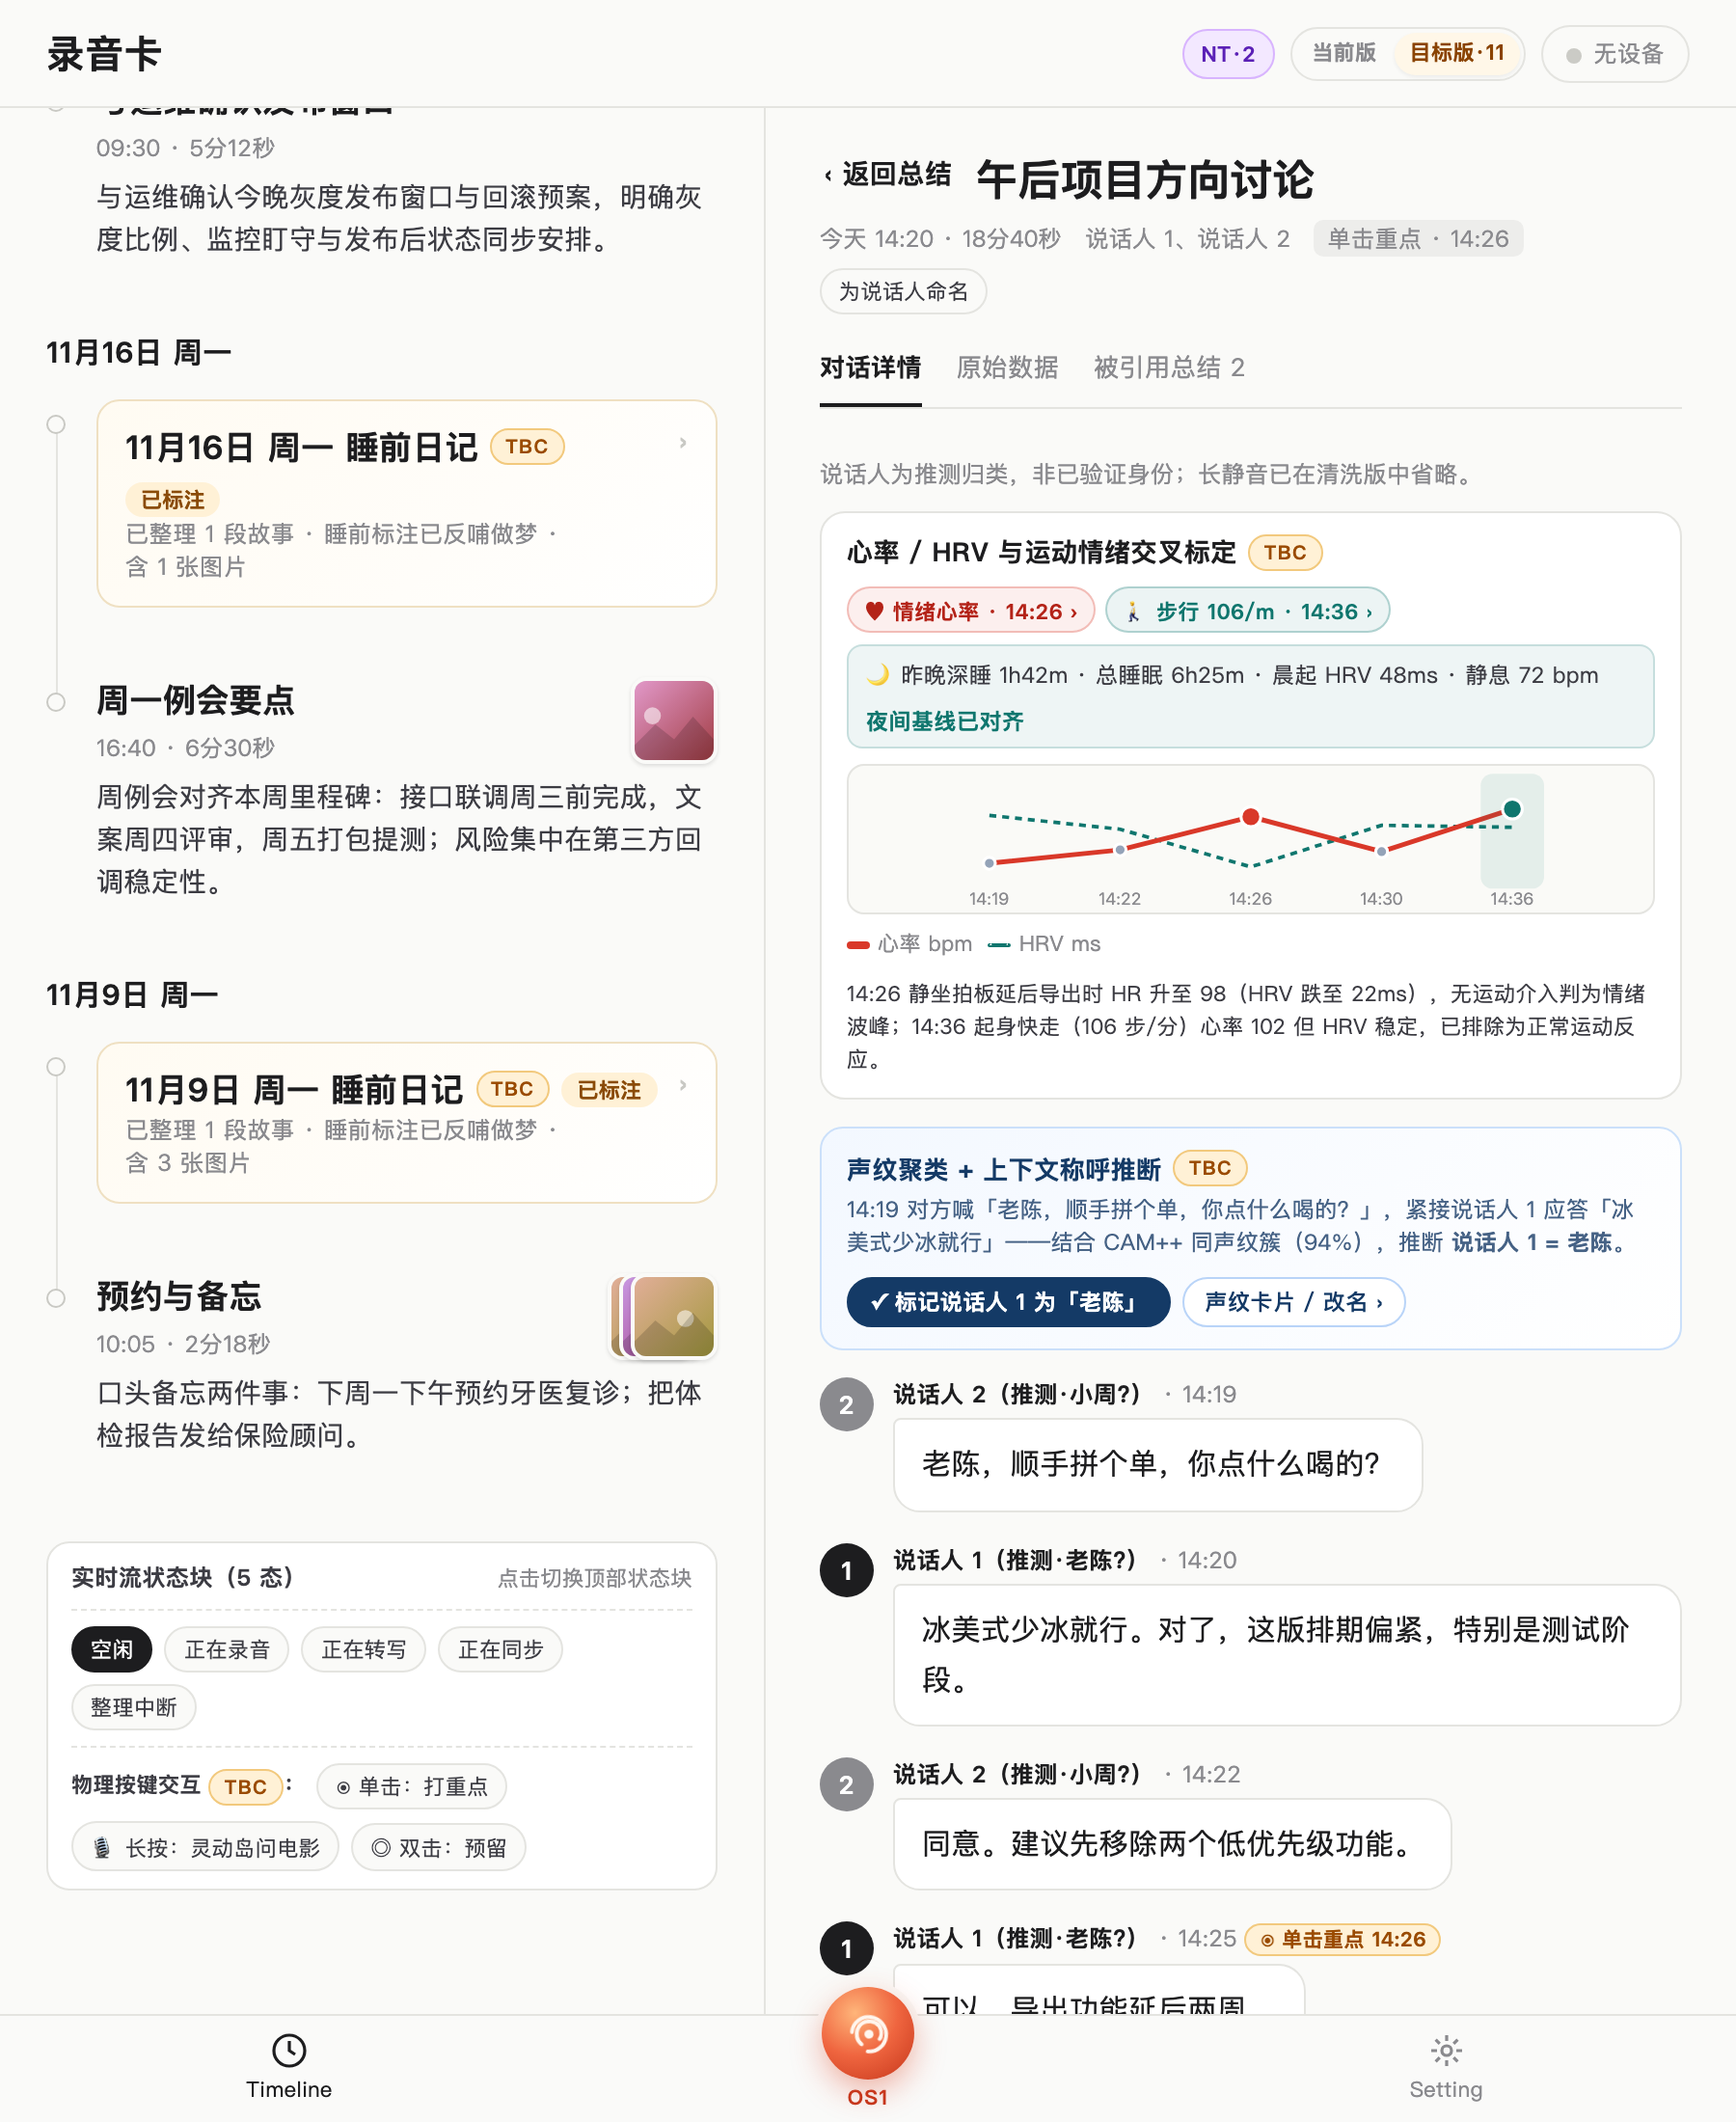 录音卡
NT·2
当前版
目标版·11
无设备
与运维确认发布窗口
09:30 · 5分12秒
与运维确认今晚灰度发布窗口与回滚预案，明确灰
度比例、监控盯守与发布后状态同步安排。
11月16日 周一
11月16日 周一 睡前日记 TBC ›
已标注
已整理 1 段故事 · 睡前标注已反哺做梦 ·
含 1 张图片
周一例会要点
16:40 · 6分30秒
周例会对齐本周里程碑：接口联调周三前完成，文
案周四评审，周五打包提测；风险集中在第三方回
调稳定性。
11月9日 周一
11月9日 周一 睡前日记 TBC 已标注 ›
已整理 1 段故事 · 睡前标注已反哺做梦 ·
含 3 张图片
预约与备忘
10:05 · 2分18秒
口头备忘两件事：下周一下午预约牙医复诊；把体
检报告发给保险顾问。
实时流状态块（5 态） 点击切换顶部状态块
空闲 正在录音 正在转写 正在同步
整理中断
物理按键交互 TBC ： ⊙ 单击：打重点
🎙️ 长按：灵动岛问电影 ◎ 双击：预留
‹ 返回总结 午后项目方向讨论
今天 14:20 · 18分40秒 说话人 1、说话人 2 单击重点 · 14:26
为说话人命名
对话详情 原始数据 被引用总结 2
说话人为推测归类，非已验证身份；长静音已在清洗版中省略。
心率 / HRV 与运动情绪交叉标定 TBC
♥ 情绪心率 · 14:26 › 🚶 步行 106/m · 14:36 ›
🌙 昨晚深睡 1h42m · 总睡眠 6h25m · 晨起 HRV 48ms · 静息 72 bpm
夜间基线已对齐
14:19 14:22 14:26 14:30 14:36
心率 bpm HRV ms
14:26 静坐拍板延后导出时 HR 升至 98（HRV 跌至 22ms），无运动介入判为情绪
波峰；14:36 起身快走（106 步/分）心率 102 但 HRV 稳定，已排除为正常运动反
应。
声纹聚类 + 上下文称呼推断 TBC
14:19 对方喊「老陈，顺手拼个单，你点什么喝的？」，紧接说话人 1 应答「冰
美式少冰就行」——结合 CAM++ 同声纹簇（94%），推断 说话人 1 = 老陈。
✓ 标记说话人 1 为「老陈」 声纹卡片 / 改名 ›
2 说话人 2（推测·小周?） · 14:19
老陈，顺手拼个单，你点什么喝的？
1 说话人 1（推测·老陈?） · 14:20
冰美式少冰就行。对了，这版排期偏紧，特别是测试阶
段。
2 说话人 2（推测·小周?） · 14:22
同意。建议先移除两个低优先级功能。
1 说话人 1（推测·老陈?） · 14:25 ⊙ 单击重点 14:26
可以，导出功能延后两周
Timeline
OS1
Setting